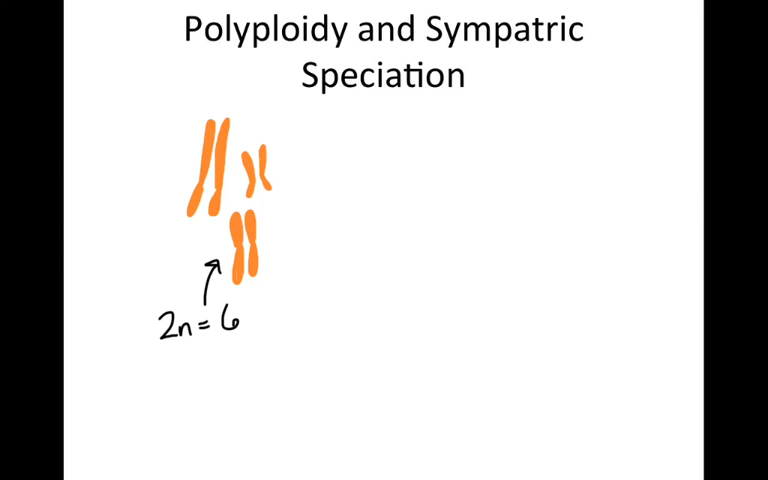 Polyploidy and Sympatric
Speciation
2n = 6